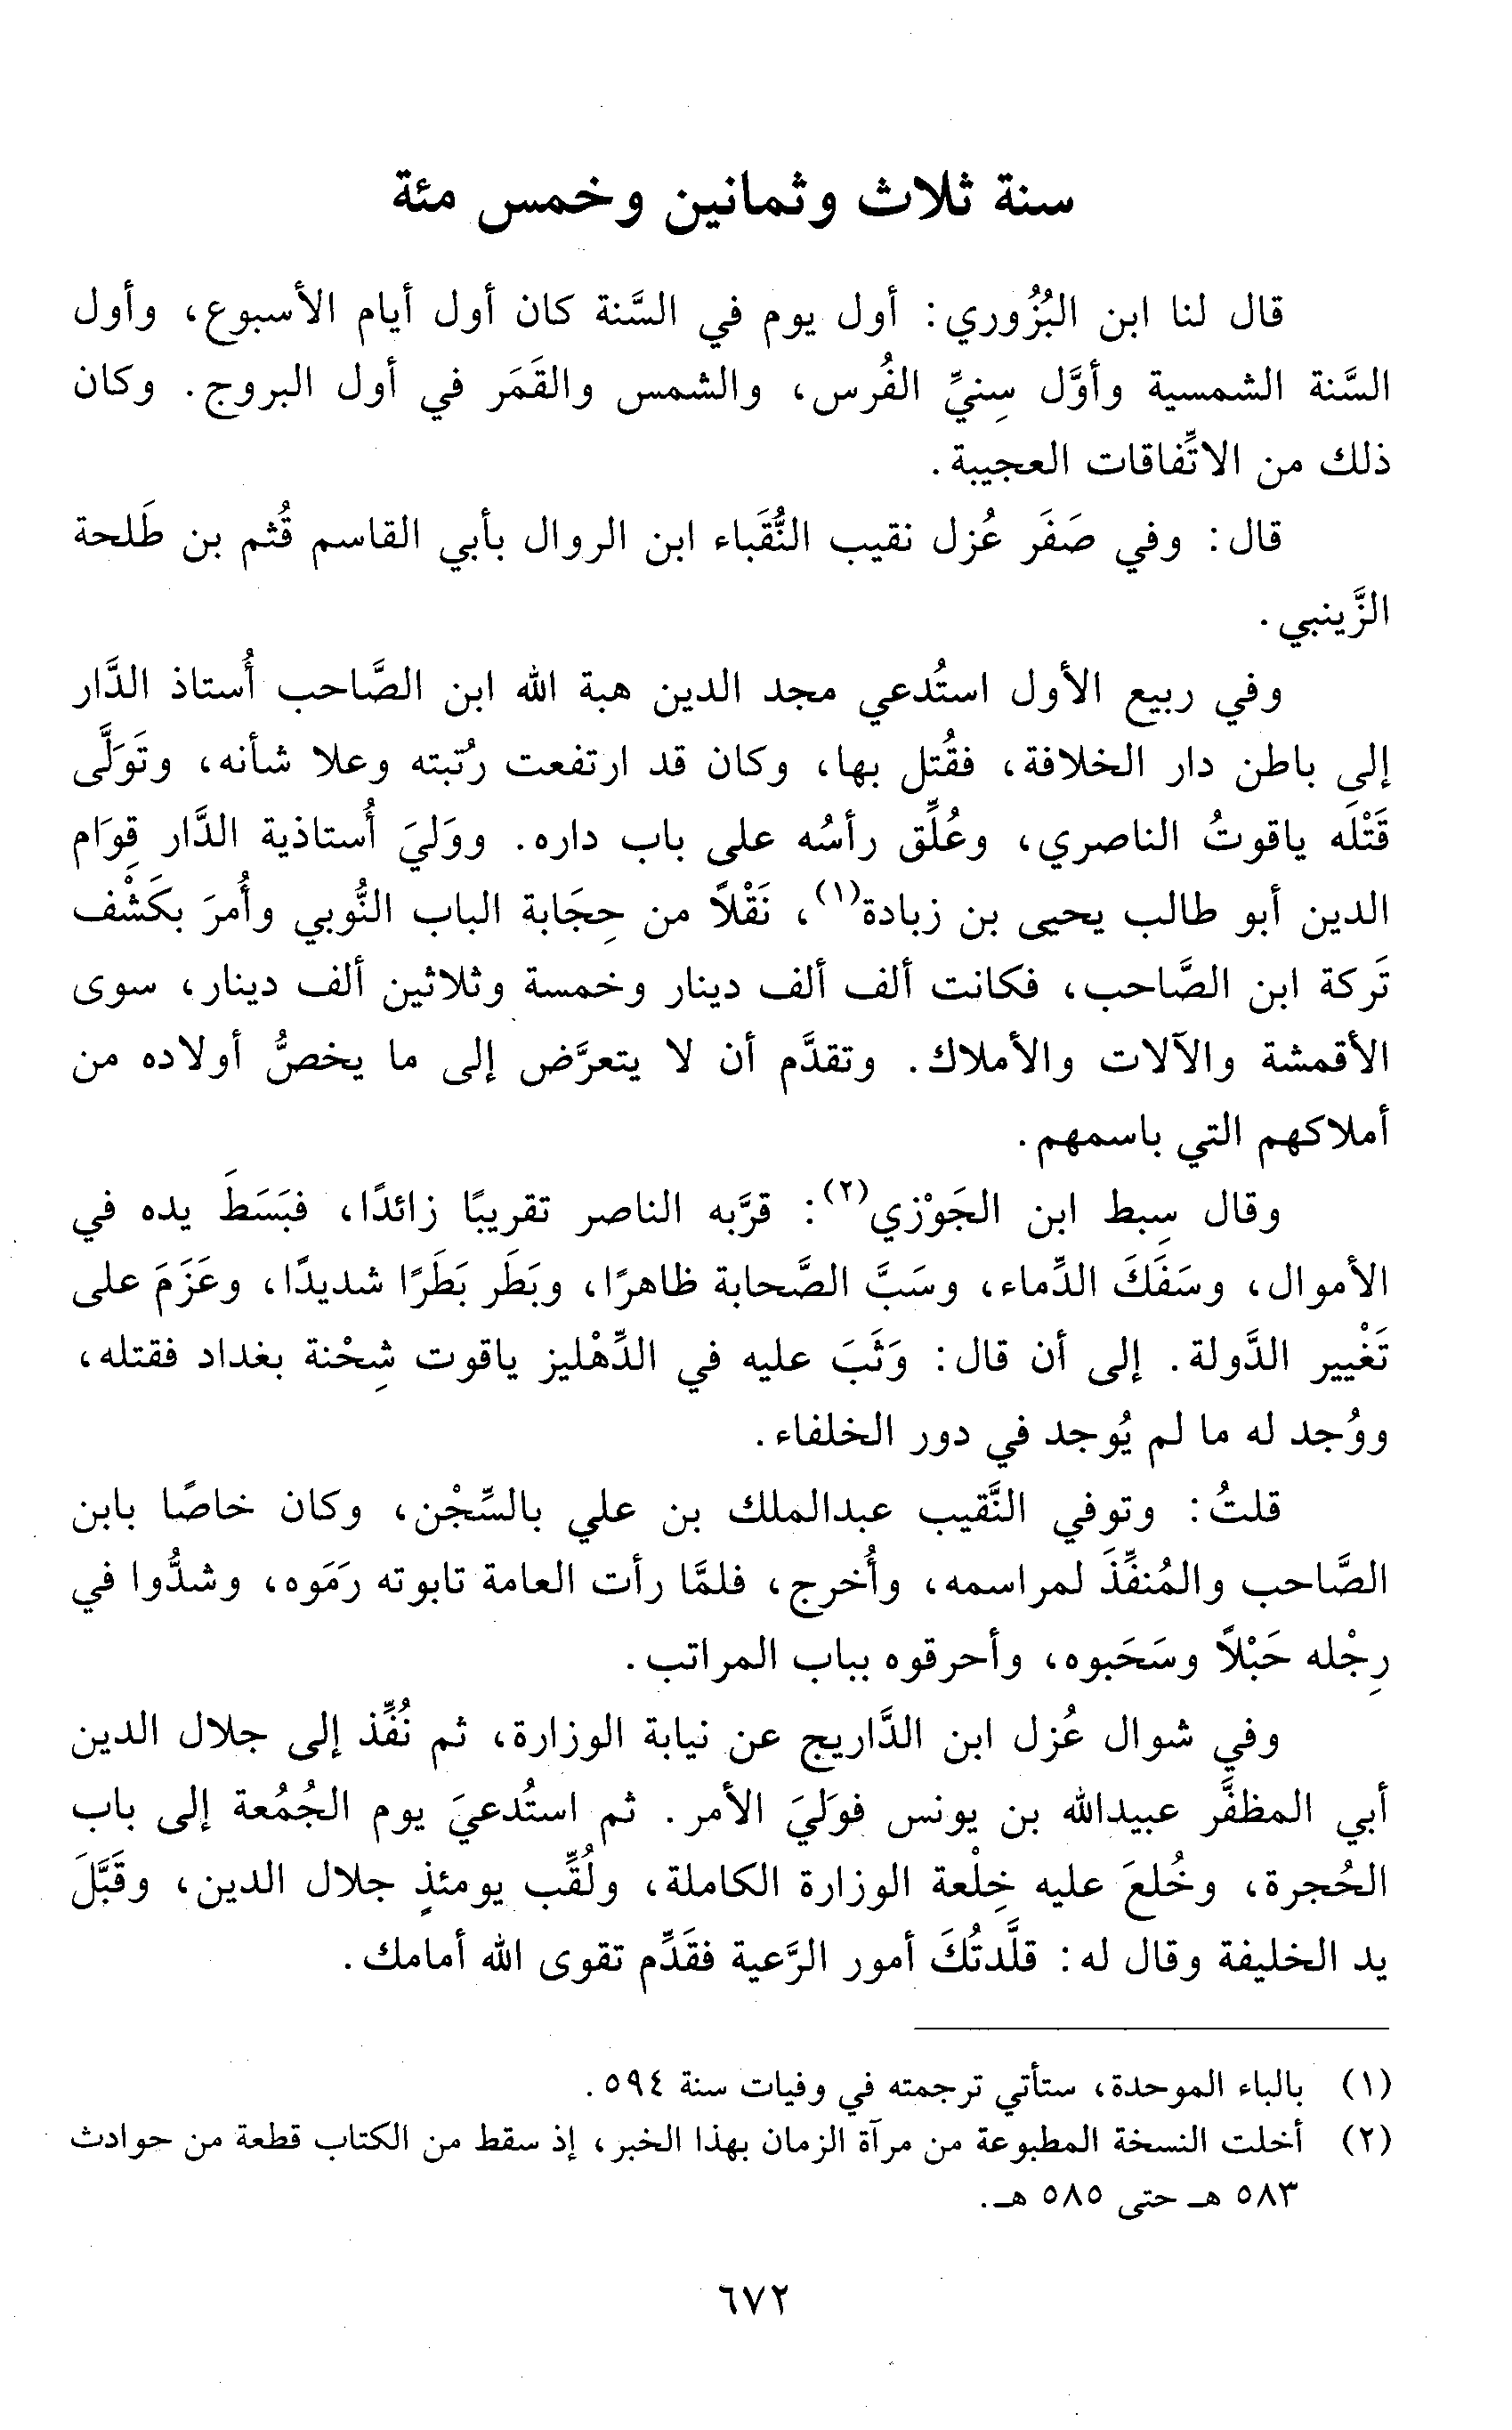 سنة ثلاث وثمانين وخمس مئة
قال لنا ابن البُزُوري: أول يوم في السَّنة كان أول أيام الأسبوع، وأول
السَّنة الشمسية وأوَّل سِنيِّ الفُرس، والشمس والقَمَر في أول البروج. وكان
ذلك من الاتِّفاقات العجيبة.
قال: وفي صَفَر عُزل نقيب النُّقَباء ابن الروال بأبي القاسم قُثم بن طَلحة
الزَّينبي.
وفي ربيع الأول استُدعي مجد الدين هبة الله ابن الصَّاحب أُستاذ الدَّار
إلى باطن دار الخلافة، فقُتل بها، وكان قد ارتفعت رُتبته وعلا شأنه، وتَوَلَّى
قَتْلَه ياقوتُ الناصري، وعُلِّق رأسُه على باب داره. ووَليَ أُستاذية الدَّار قِوَام
الدين أبو طالب يحيى بن زبادة(١)، نَقْلاً من حِجَابة الباب النُّوبي وأُمرَ بكَشْف
تَركة ابن الصَّاحب، فكانت ألف ألف دينار وخمسة وثلاثين ألف دينار، سوى
الأقمشة والآلات والأملاك. وتقدَّم أن لا يتعرَّض إلى ما يخصُّ أولاده من
أملاكهم التي باسمهم.
وقال سِبط ابن الجَوْزي(٢): قرَّبه الناصر تقريبًا زائدًا، فبَسَطَ يده في
الأموال، وسَفَكَ الدِّماء، وسَبَّ الصَّحابة ظاهرًا، وبَطَر بَطَرًا شديدًا، وعَزَمَ على
تَغْيير الدَّولة. إلى أن قال: وَثَبَ عليه في الدِّهْليز ياقوت شِحْنة بغداد فقتله،
ووُجد له ما لم يُوجد في دور الخلفاء.
قلتُ: وتوفي النَّقيب عبدالملك بن علي بالسِّجْن، وكان خاصًا بابن
الصَّاحب والمُنفِّذَ لمراسمه، وأُخرج، فلمَّا رأت العامة تابوته رَمَوه، وشدُّوا في
رِجْله حَبْلاً وسَحَبوه، وأحرقوه بباب المراتب.
وفي شوال عُزل ابن الدَّاريج عن نيابة الوزارة، ثم نُفِّذ إلى جلال الدين
أبي المظفَّر عبيدالله بن يونس فوَليَ الأمر. ثم استُدعيَ يوم الجُمُعة إلى باب
الحُجرة، وخُلعَ عليه خِلْعة الوزارة الكاملة، ولُقِّب يومئذٍ جلال الدين، وقَبَّلَ
يد الخليفة وقال له: قلَّدتُكَ أمور الرَّعية فقَدِّم تقوى الله أمامك.
(١) بالباء الموحدة، ستأتي ترجمته في وفيات سنة ٥٩٤.
(٢) أخلت النسخة المطبوعة من مرآة الزمان بهذا الخبر، إذ سقط من الكتاب قطعة من حوادث
٥٨٣ هـ حتى ٥٨٥ هـ.
٦٧٢